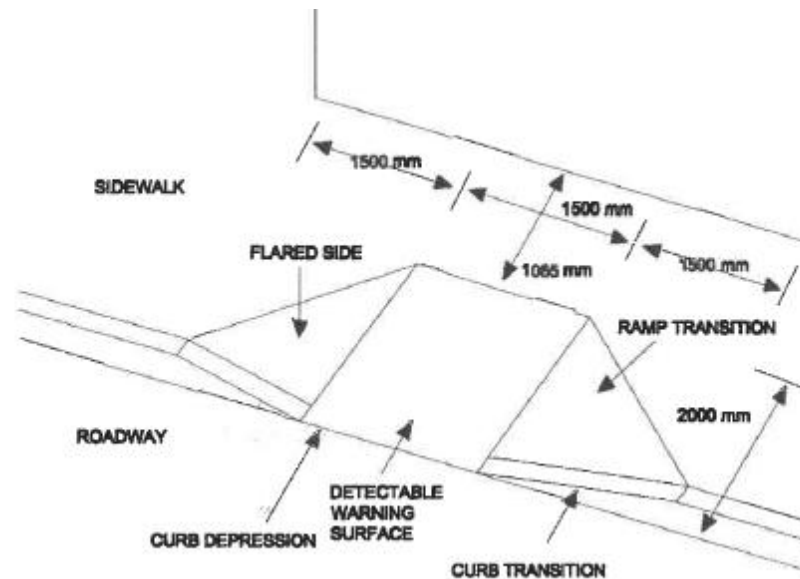 1500 mm
SIDEWALK
1500 mm
FLARED SIDE
1065 mm
1500 mm
RAMP TRANSITION
2000 mm
ROADWAY
DETECTABLE
WARNING
SURFACE
CURB DEPRESSION
CURB TRANSITION